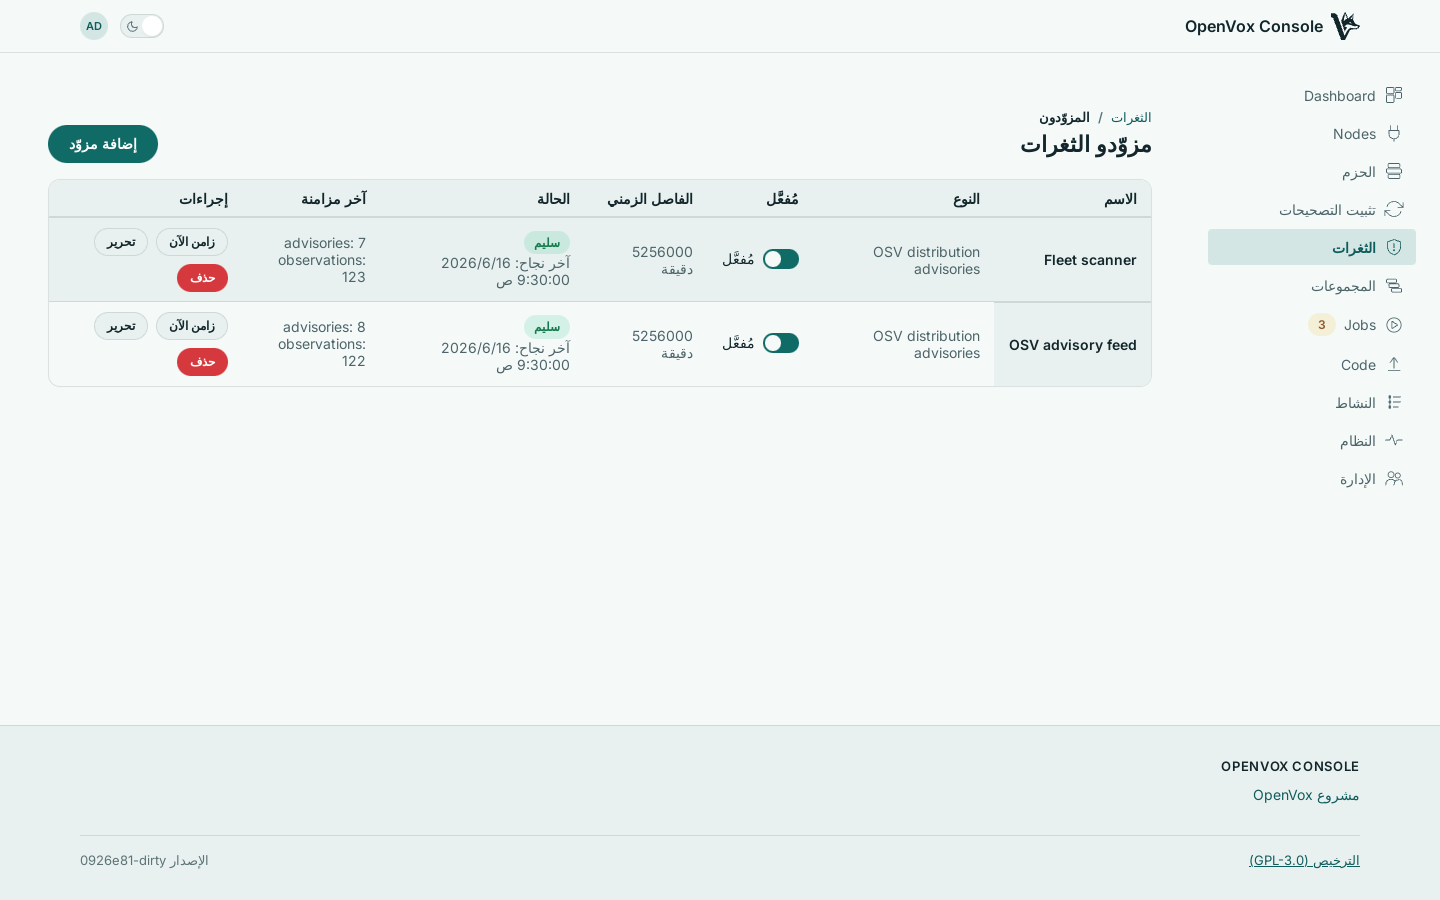 OpenVox Console
AD
Dashboard
Nodes
الحزم
تثبيت التصحيحات
الثغرات
المجموعات
Jobs 3
Code
النشاط
النظام
الإدارة
الثغرات / المزوّدون
مزوّدو الثغرات
إضافة مزوّد
الاسم النوع مُفعَّل الفاصل الزمني الحالة آخر مزامنة إجراءات
Fleet scanner
OSV distribution
advisories
مُفعَّل
5256000
دقيقة
سليم
آخر نجاح: 2026/6/16
9:30:00 ص
advisories: 7
observations:
123
زامن الآن
تحرير
حذف
OSV advisory feed
OSV distribution
advisories
مُفعَّل
5256000
دقيقة
سليم
آخر نجاح: 2026/6/16
9:30:00 ص
advisories: 8
observations:
122
زامن الآن
تحرير
حذف
OPENVOX CONSOLE
مشروع OpenVox
الترخيص (GPL-3.0)
الإصدار 0926e81-dirty